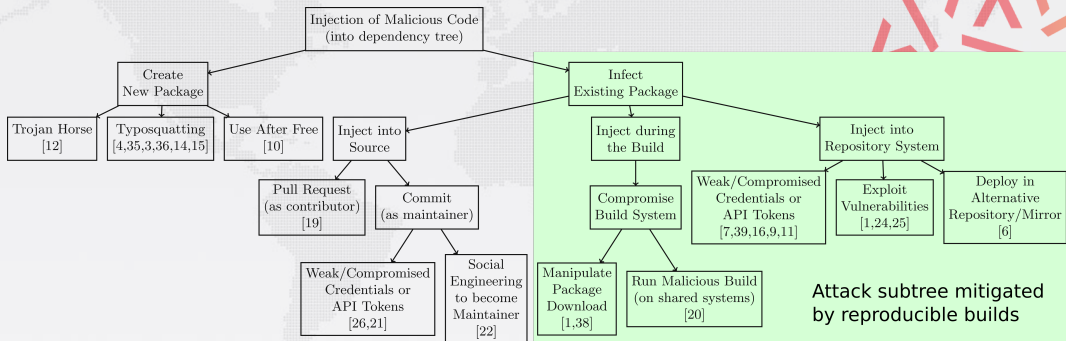 Injection of Malicious Code
(into dependency tree)
Create
New Package
Infect
Existing Package
Trojan Horse
[12]
Typosquatting
[4,35,3,36,14,15]
Use After Free
[10]
Inject into
Source
Inject during
the Build
Inject into
Repository System
Pull Request
(as contributor)
[19]
Commit
(as maintainer)
Compromise
Build System
Weak/Compromised
Credentials or
API Tokens
[7,39,16,9,11]
Exploit
Vulnerabilities
[1,24,25]
Deploy in
Alternative
Repository/Mirror
[6]
Weak/Compromised
Credentials or
API Tokens
[26,21]
Social
Engineering
to become
Maintainer
[22]
Manipulate
Package
Download
[1,38]
Run Malicious Build
(on shared systems)
[20]
Attack subtree mitigated
by reproducible builds